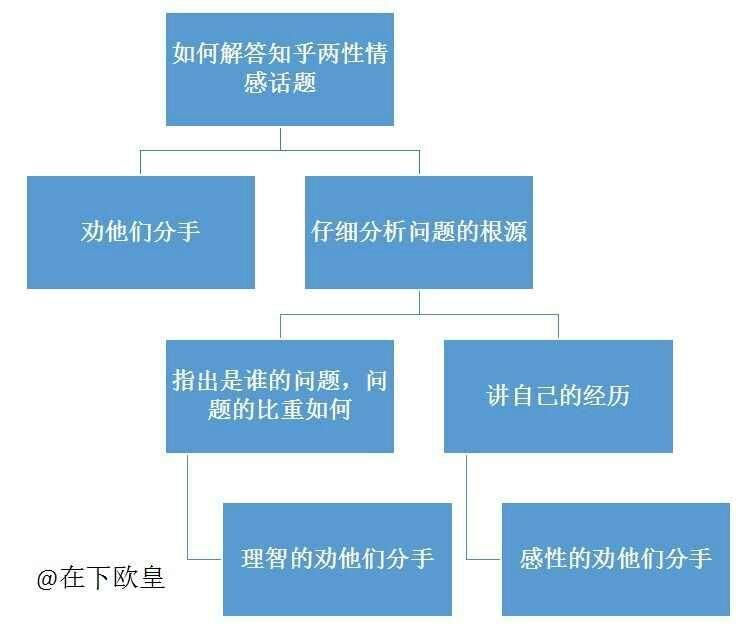 如何解答知乎两性情
感话题
劝他们分手
仔细分析问题的根源
指出是谁的问题，问
题的比重如何
讲自己的经历
理智的劝他们分手
感性的劝他们分手
@在下欧皇